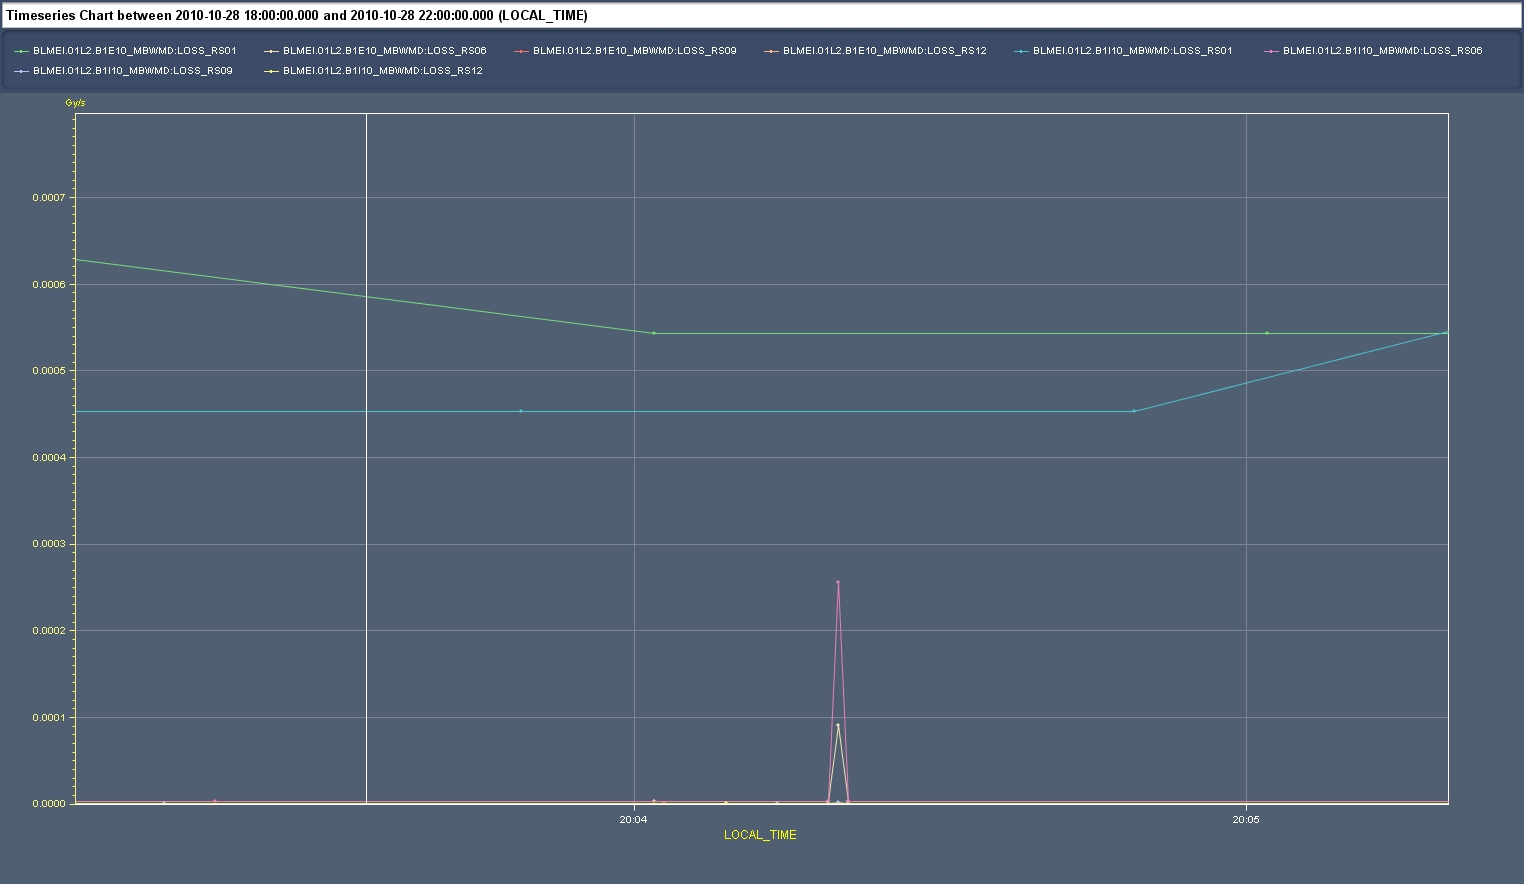 Timeseries Chart between 2010-10-28 18:00:00.000 and 2010-10-28 22:00:00.000 (LOCAL_TIME)
BLMEI.01L2.B1E10_MBWMD:LOSS_RS01 BLMEI.01L2.B1E10_MBWMD:LOSS_RS06 BLMEI.01L2.B1E10_MBWMD:LOSS_RS09 BLMEI.01L2.B1E10_MBWMD:LOSS_RS12 BLMEI.01L2.B1I10_MBWMD:LOSS_RS01 BLMEI.01L2.B1I10_MBWMD:LOSS_RS06
BLMEI.01L2.B1I10_MBWMD:LOSS_RS09 BLMEI.01L2.B1I10_MBWMD:LOSS_RS12
Gy/s
0.0007
0.0006
0.0005
0.0004
0.0003
0.0002
0.0001
0.0000
20:04 20:05
LOCAL_TIME